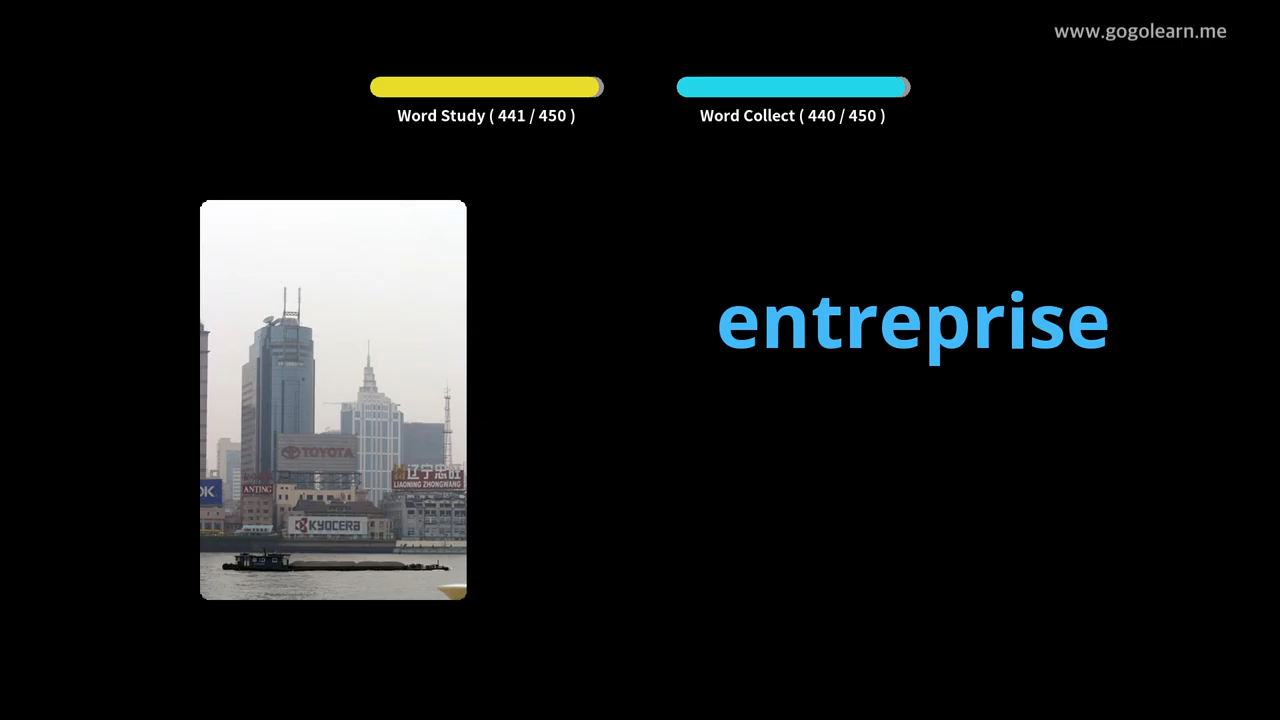 www.gogolearn.me
Word Study ( 441 / 450 )
Word Collect ( 440 / 450 )
entreprise
TOYOTA
辽宁忠旺
LIAONING ZHONGWANG
OK
ANTING
KYOCERA